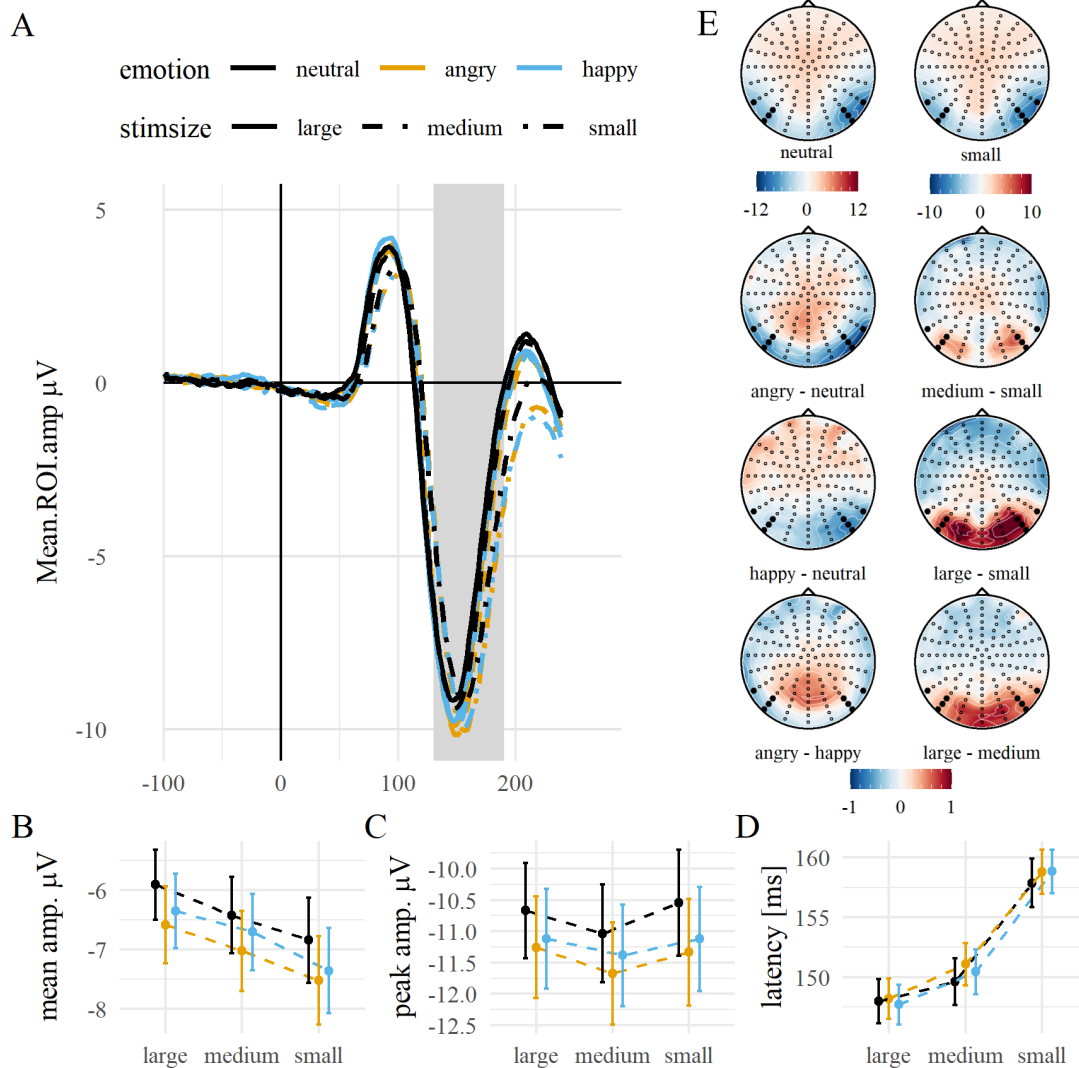 A
emotion neutral angry happy
stimsize large medium small
Mean.ROI.amp µV
5
0
-5
-10
-100 0 100 200
E
neutral small
-12 0 12 -10 0 10
angry - neutral medium - small
happy - neutral large - small
angry - happy large - medium
-1 0 1
B
mean amp. µV
-6
-7
-8
large medium small
C
peak amp. µV
-10.0
-10.5
-11.0
-11.5
-12.0
-12.5
large medium small
D
latency [ms]
160
155
150
large medium small